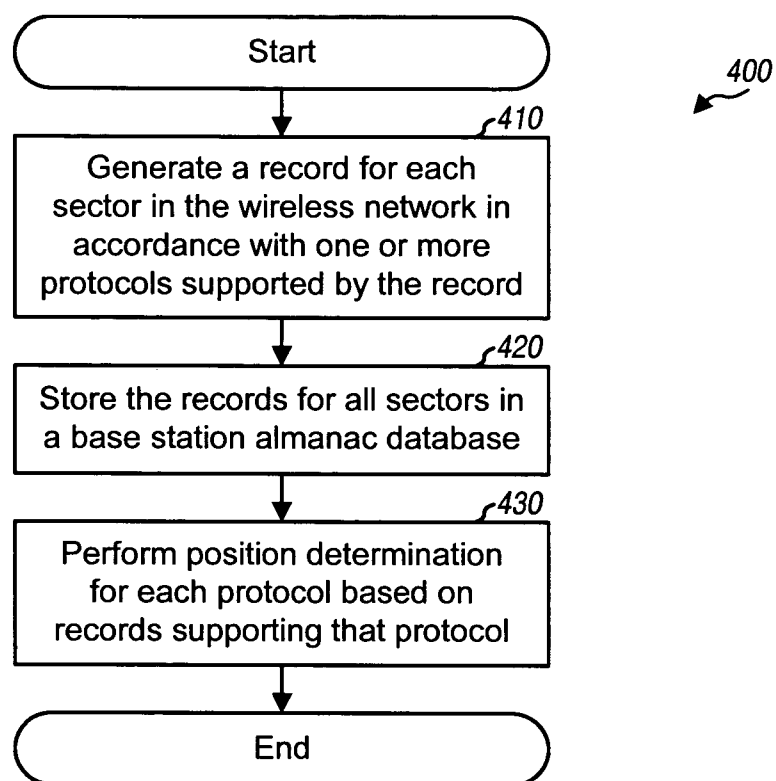 Start
400
410
Generate a record for each
sector in the wireless network in
accordance with one or more
protocols supported by the record
420
Store the records for all sectors in
a base station almanac database
430
Perform position determination
for each protocol based on
records supporting that protocol
End